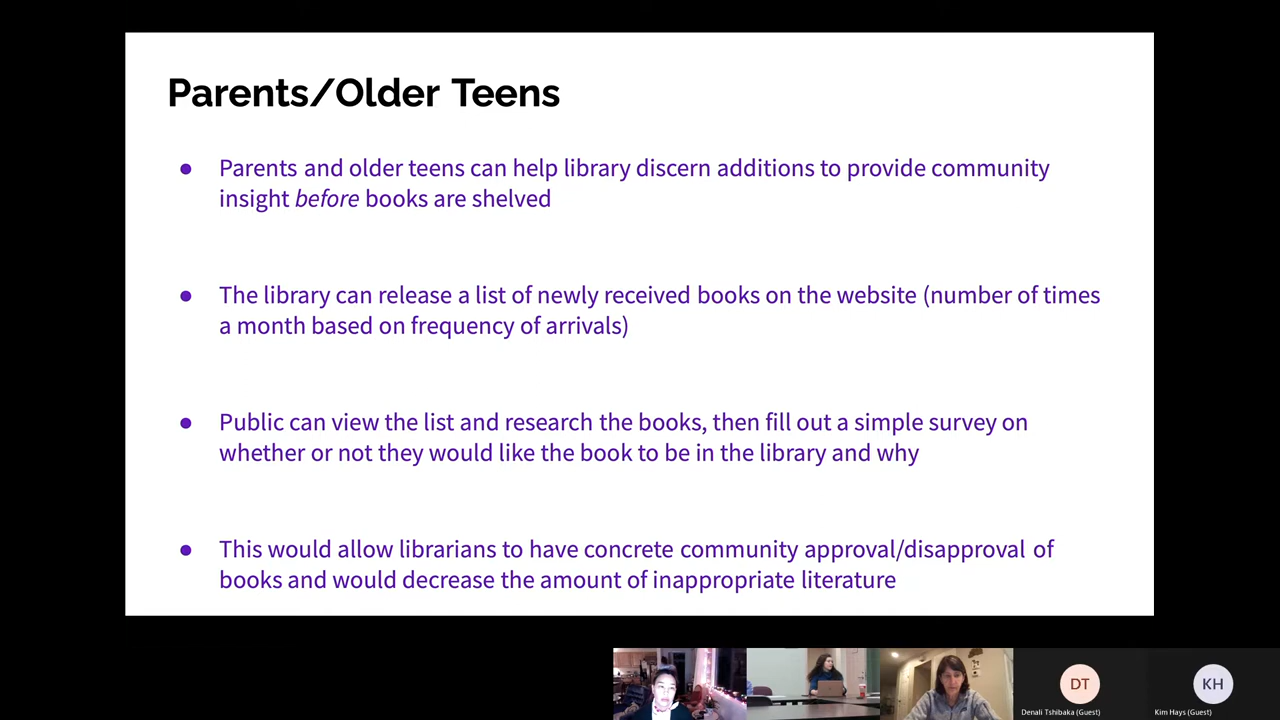 Parents/Older Teens
● Parents and older teens can help library discern additions to provide community
insight before books are shelved
● The library can release a list of newly received books on the website (number of times
a month based on frequency of arrivals)
● Public can view the list and research the books, then fill out a simple survey on
whether or not they would like the book to be in the library and why
● This would allow librarians to have concrete community approval/disapproval of
books and would decrease the amount of inappropriate literature
DT
KH
Denali Tshibaka (Guest)
Kim Hays (Guest)